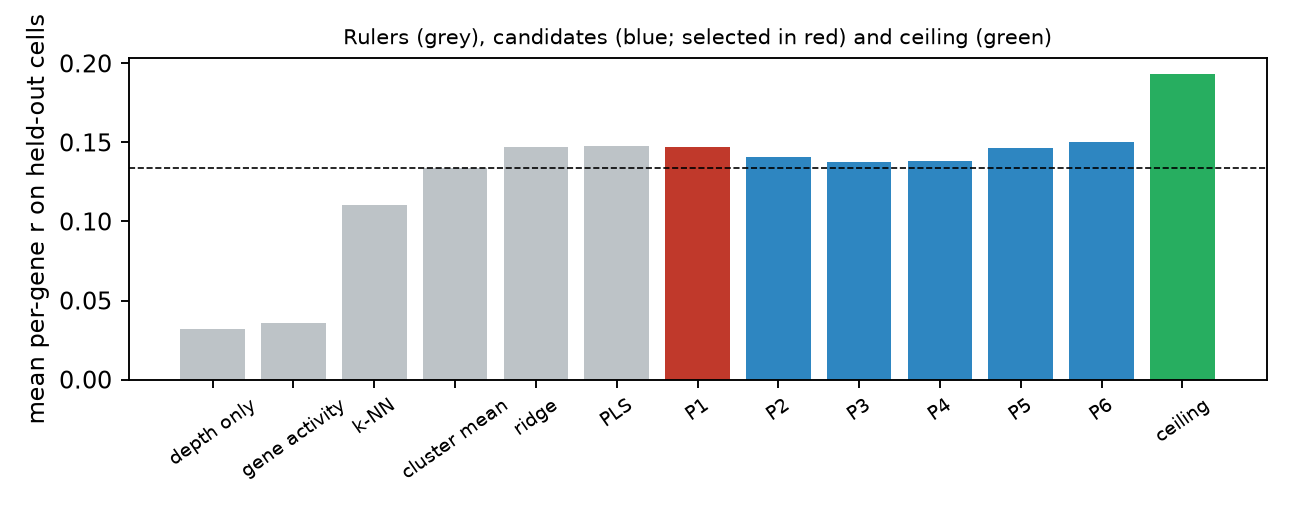 Rulers (grey), candidates (blue; selected in red) and ceiling (green)
mean per-gene r on held-out cells
0.20
0.15
0.10
0.05
0.00
depth only
gene activity
k-NN
cluster mean
ridge
PLS
P1
P2
P3
P4
P5
P6
ceiling